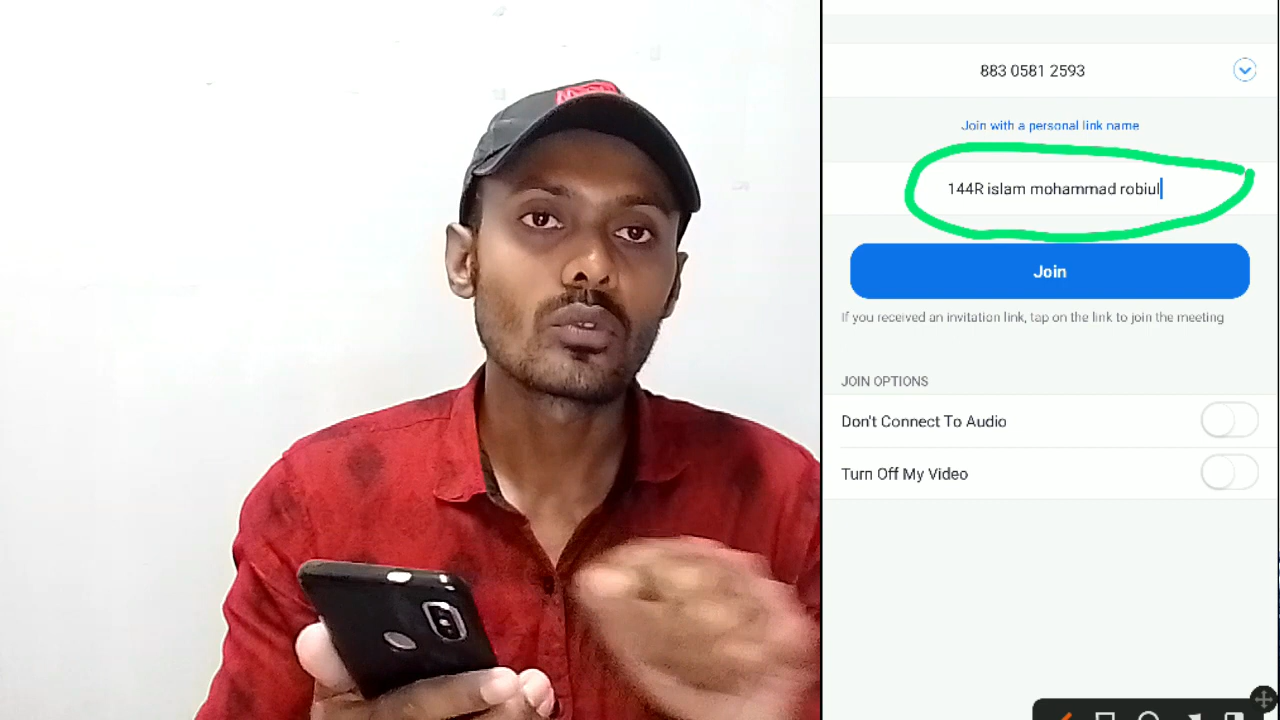 883 0581 2593
Join with a personal link name
144R islam mohammad robiul
Join
If you received an invitation link, tap on the link to join the meeting
JOIN OPTIONS
Don't Connect To Audio
Turn Off My Video